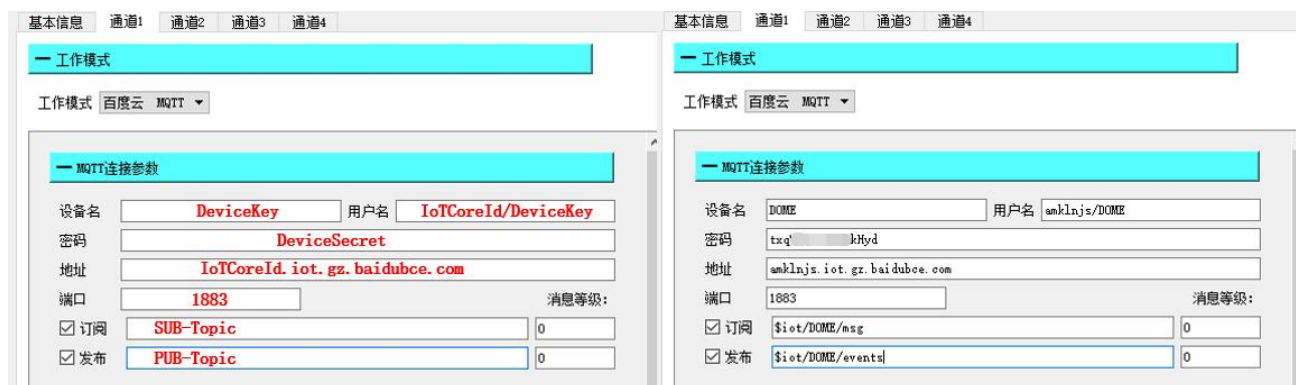 基本信息 通道1 通道2 通道3 通道4
一 工作模式
工作模式 百度云 MQTT
一 MQTT连接参数
设备名 DeviceKey 用户名 IoTCoreId/DeviceKey
密码 DeviceSecret
地址 IoTCoreId.iot.gz.baidubce.com
端口 1883 消息等级:
订阅 SUB-Topic 0
发布 PUB-Topic 0
基本信息 通道1 通道2 通道3 通道4
一 工作模式
工作模式 百度云 MQTT
一 MQTT连接参数
设备名 DOME 用户名 amklnjs/DOME
密码
地址 amklnjs.iot.gz.baidubce.com
端口 1883 消息等级:
订阅 $iot/DOME/msg 0
发布 $iot/DOME/events 0